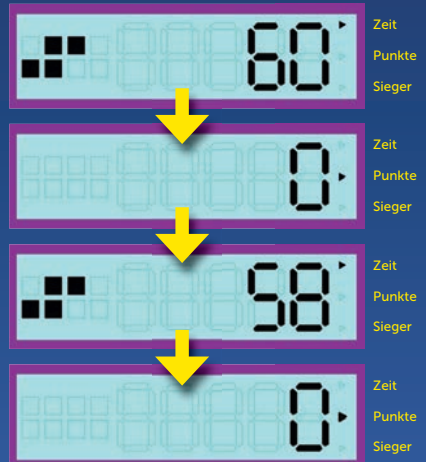 60 Zeit
Punkte
Sieger
Zeit
0 Punkte
Sieger
58 Zeit
Punkte
Sieger
Zeit
0 Punkte
Sieger